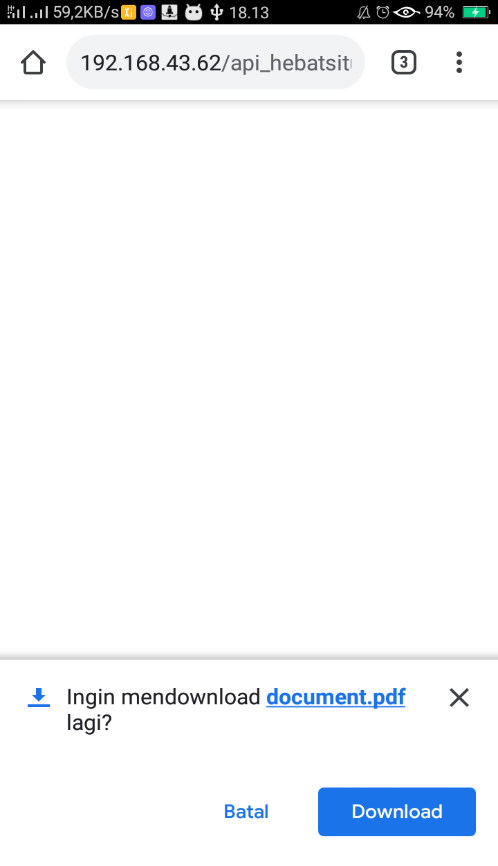 59,2KB/s 18.13 94%
192.168.43.62/api_hebatsit
3
Ingin mendownload document.pdf
lagi?
Batal Download